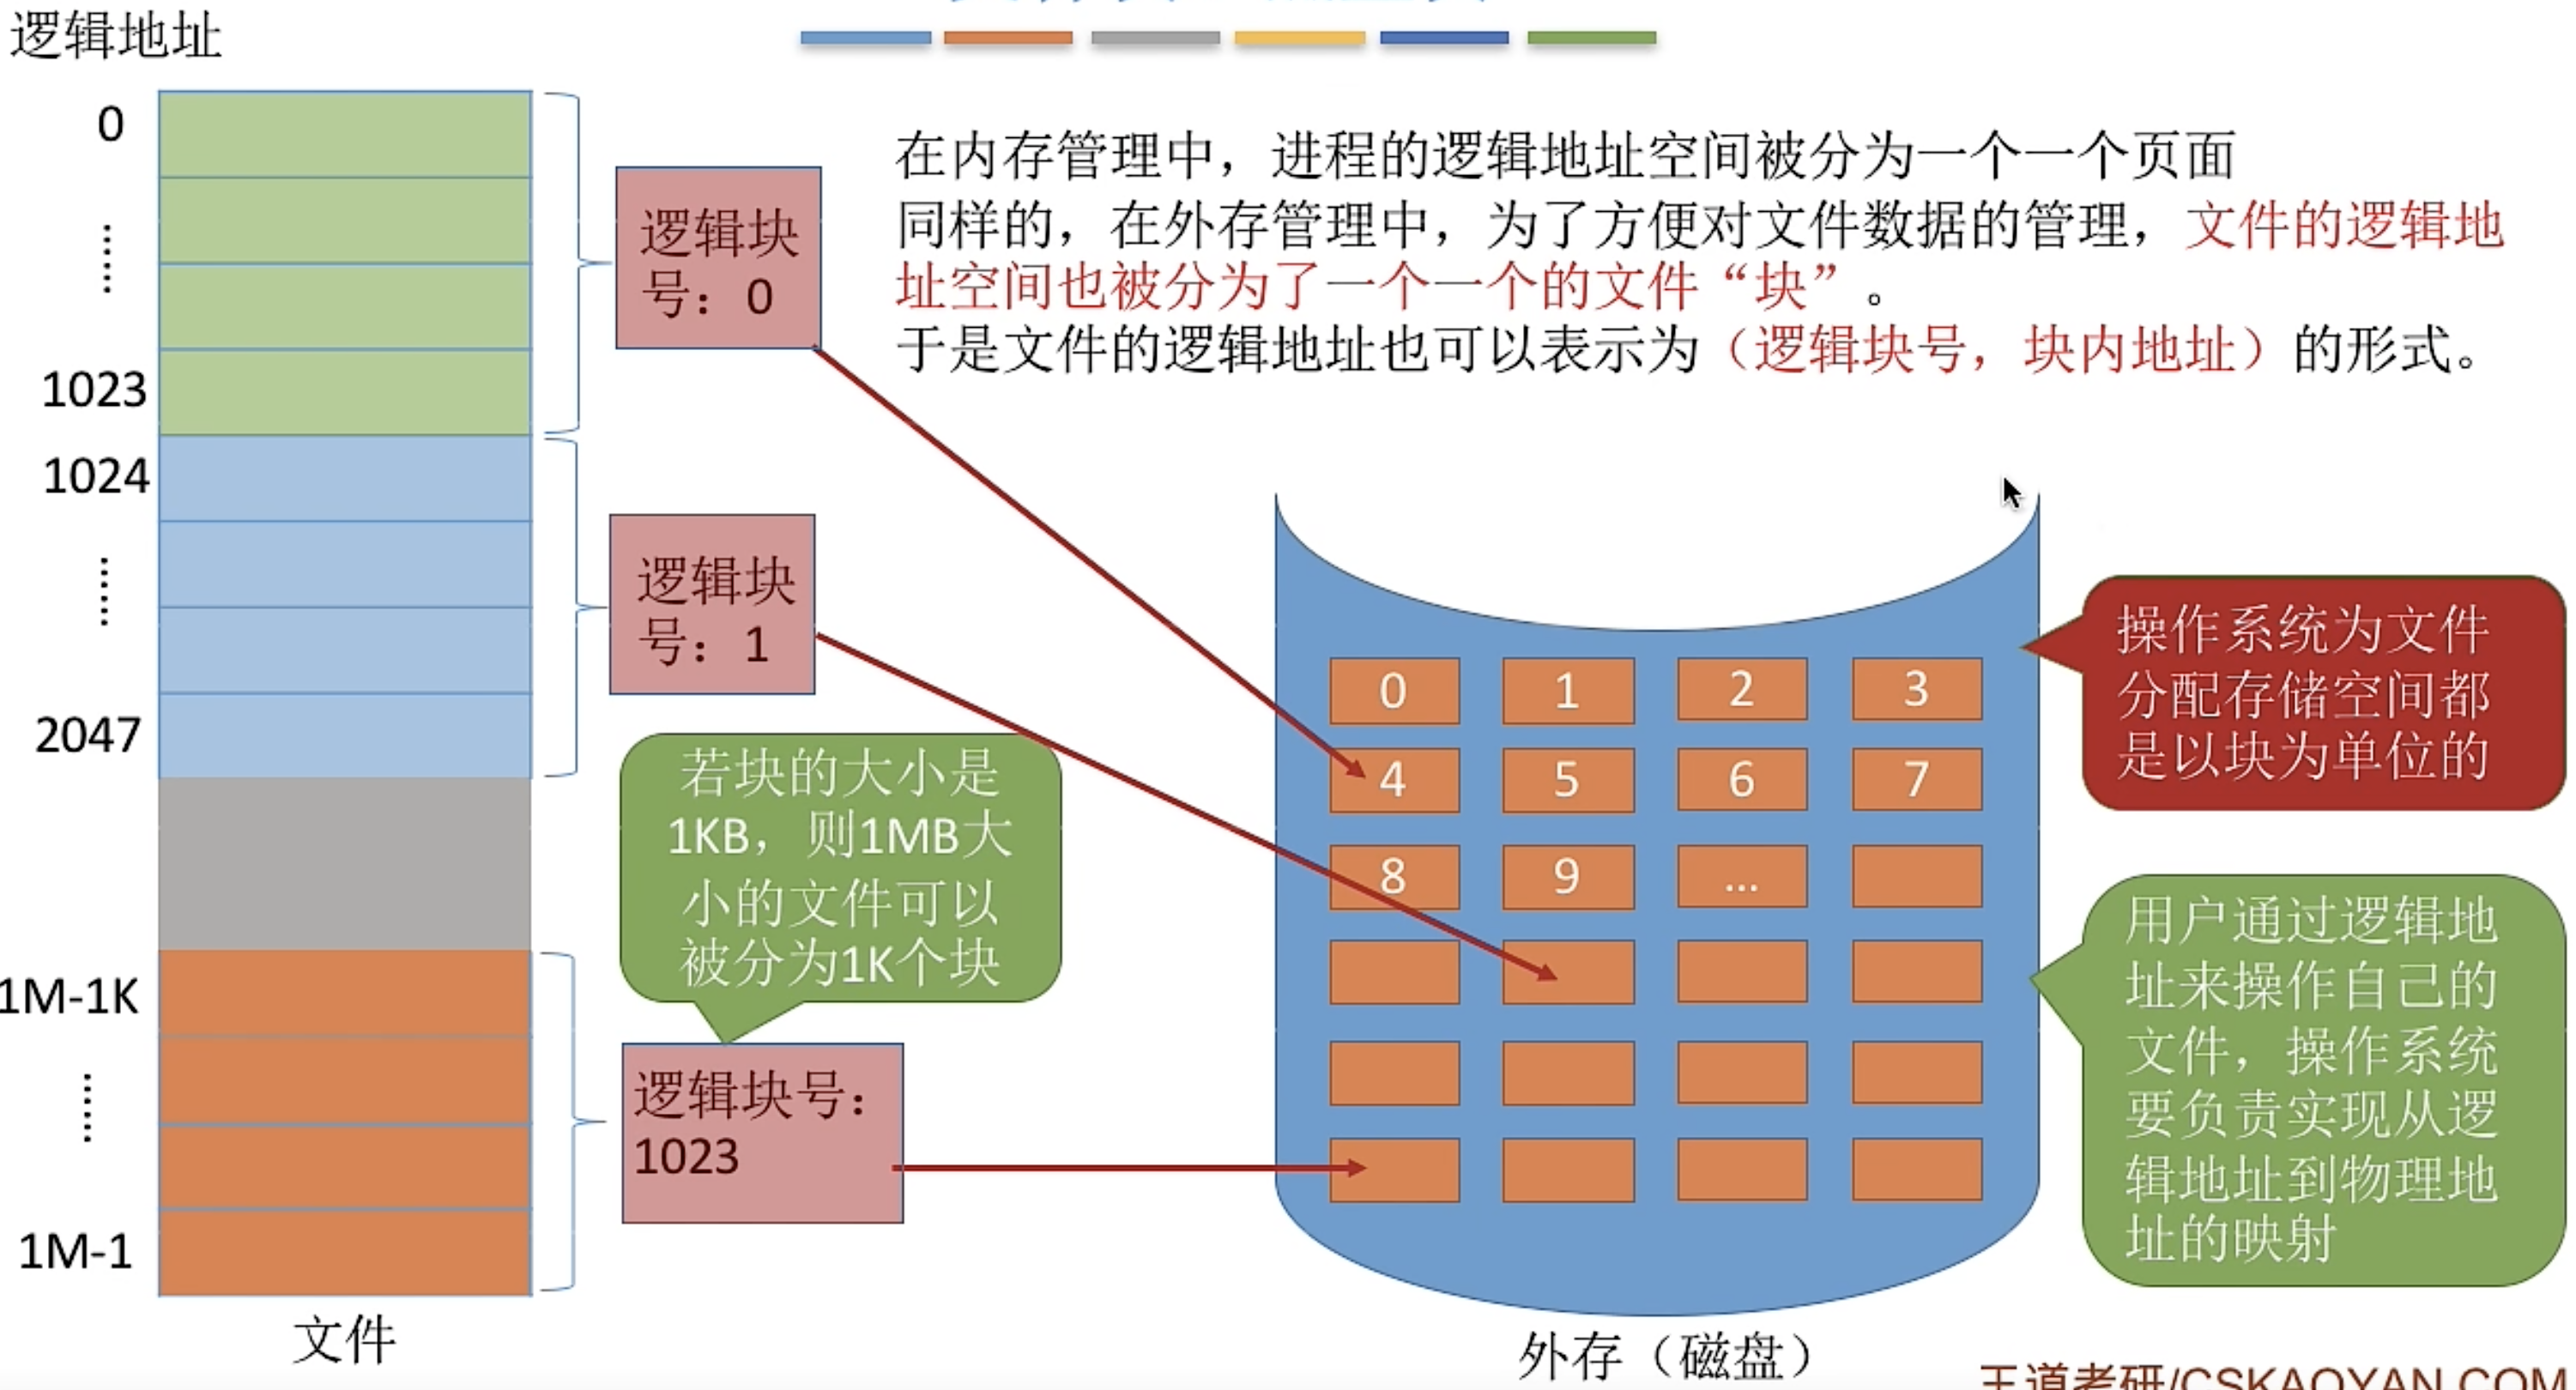 逻辑地址
0
……
1023
1024
……
2047
1M-1K
……
1M-1
文件
逻辑块
号：0
逻辑块
号：1
若块的大小是
1KB，则1MB大
小的文件可以
被分为1K个块
逻辑块号：
1023
在内存管理中，进程的逻辑地址空间被分为一个一个页面
同样的，在外存管理中，为了方便对文件数据的管理，文件的逻辑地
址空间也被分为了一个一个的文件“块”。
于是文件的逻辑地址也可以表示为（逻辑块号，块内地址）的形式。
0 1 2 3
4 5 6 7
8 9 …
外存（磁盘）
操作系统为文件
分配存储空间都
是以块为单位的
用户通过逻辑地
址来操作自己的
文件，操作系统
要负责实现从逻
辑地址到物理地
址的映射
王道考研/CSKAOYAN.COM